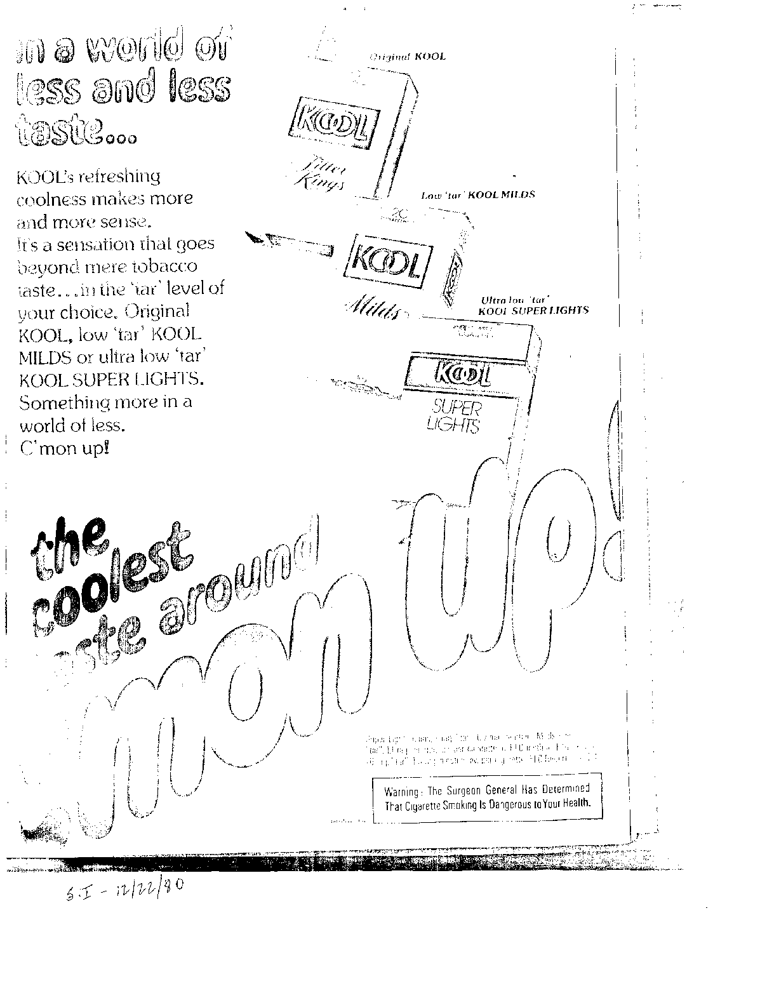 in a world of
less and less
taste...
KOOL's refreshing
coolness makes more
and more sense.
It's a sensation that goes
beyond mere tobacco
taste...in the 'tar' level of
your choice. Original
KOOL, low 'tar' KOOL
MILDS or ultra low 'tar'
KOOL SUPER LIGHTS.
Something more in a
world of less.
C'mon up!
Original KOOL
KOOL
Filter
Kings
Low 'tar' KOOL MILDS
20
KOOL
KOOL
Milds
Ultra low 'tar'
KOOL SUPER LIGHTS
KOOL
SUPER
LIGHTS
the
coolest
taste around
mon up!
Warning: The Surgeon General Has Determined
That Cigarette Smoking Is Dangerous to Your Health.
S.I - 12/22/80